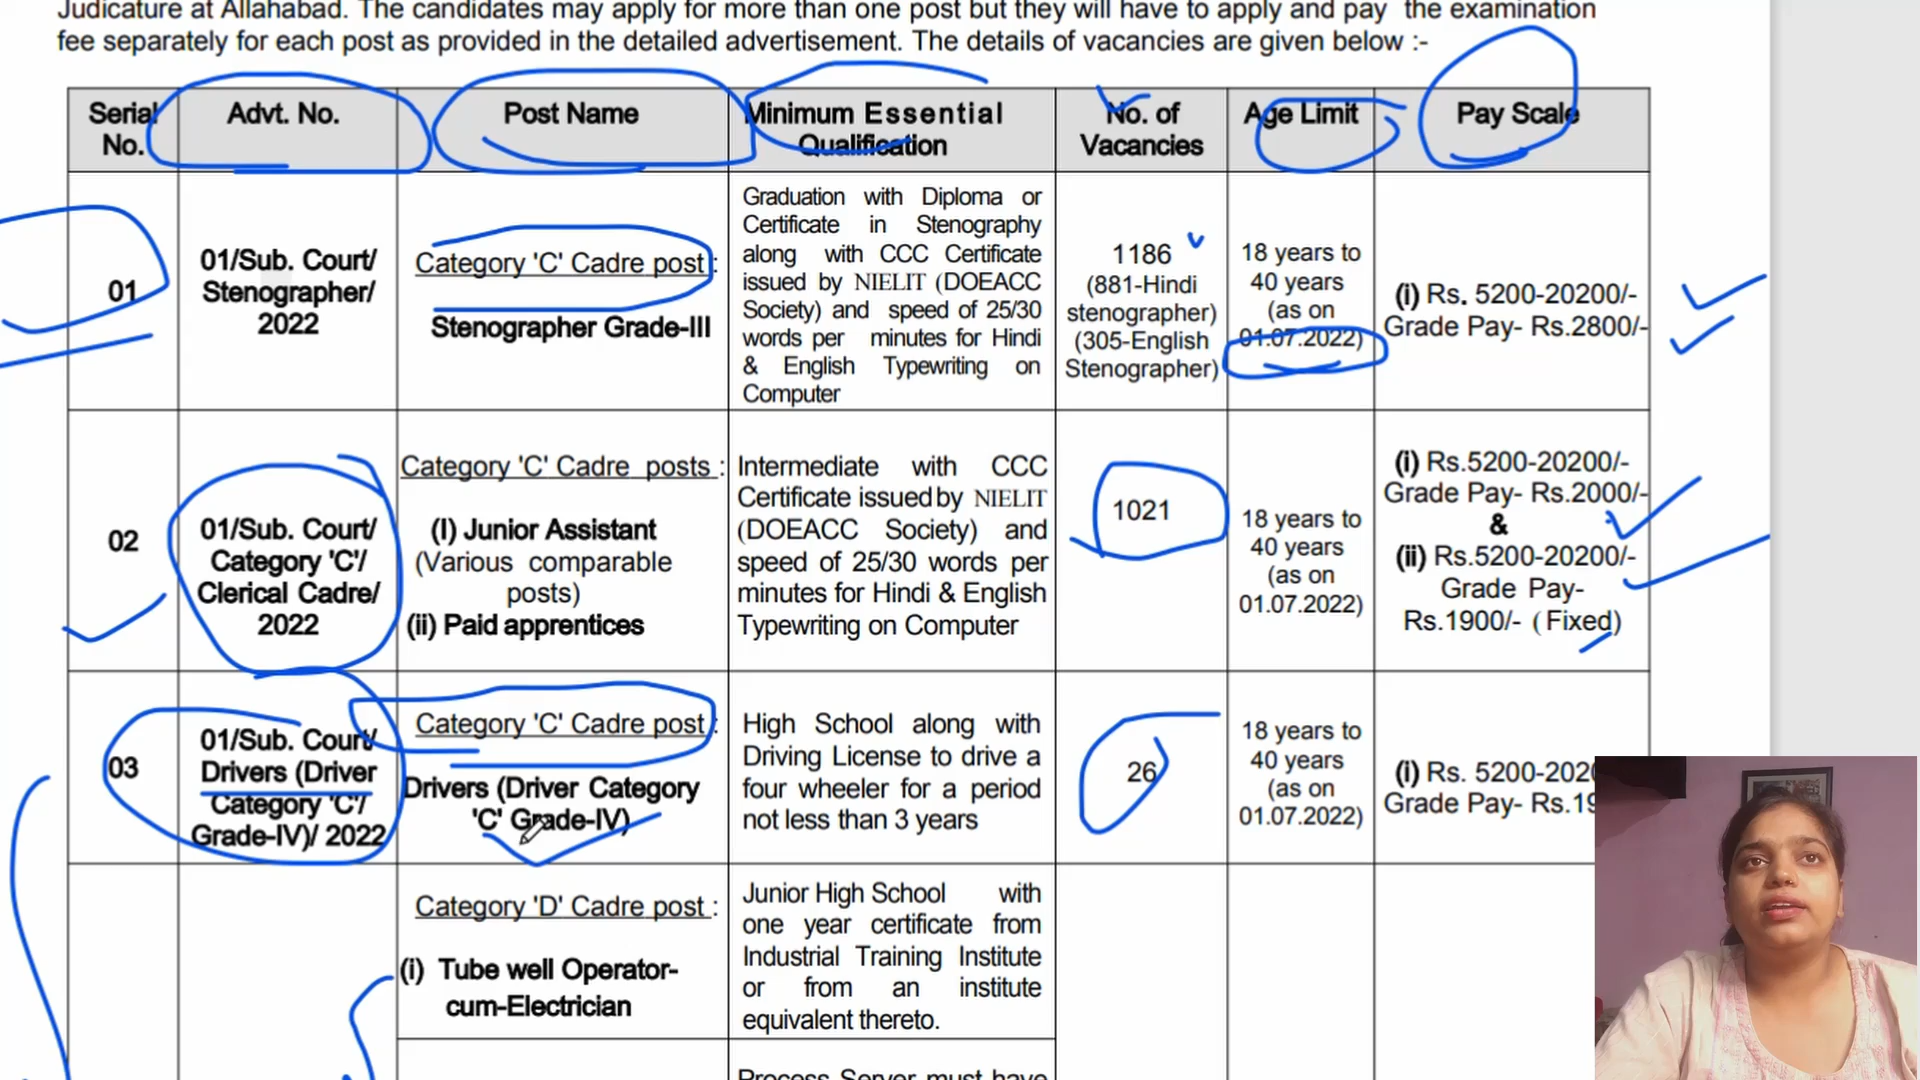 Judicature at Allahabad. The candidates may apply for more than one post but they will have to apply and pay the examination
fee separately for each post as provided in the detailed advertisement. The details of vacancies are given below :-
Serial No.
Advt. No.
Post Name
Minimum Essential
Qualification
No. of
Vacancies
Age Limit
Pay Scale
01
01/Sub. Court/
Stenographer/
2022
Category 'C' Cadre post :
Stenographer Grade-III
Graduation with Diploma or
Certificate in Stenography
along with CCC Certificate
issued by NIELIT (DOEACC
Society) and speed of 25/30
words per minutes for Hindi
& English Typewriting on
Computer
1186
(881-Hindi
stenographer)
(305-English
Stenographer)
18 years to
40 years
(as on
01.07.2022)
(i) Rs. 5200-20200/-
Grade Pay- Rs.2800/-
02
01/Sub. Court/
Category 'C'/
Clerical Cadre/
2022
Category 'C' Cadre posts :
(I) Junior Assistant
(Various comparable
posts)
(ii) Paid apprentices
Intermediate with CCC
Certificate issued by NIELIT
(DOEACC Society) and
speed of 25/30 words per
minutes for Hindi & English
Typewriting on Computer
1021
18 years to
40 years
(as on
01.07.2022)
(i) Rs.5200-20200/-
Grade Pay- Rs.2000/-
&
(ii) Rs.5200-20200/-
Grade Pay-
Rs.1900/- (Fixed)
03
01/Sub. Court/
Drivers (Driver
Category 'C'/
Grade-IV)/ 2022
Category 'C' Cadre post :
Drivers (Driver Category
'C' Grade-IV)
High School along with
Driving License to drive a
four wheeler for a period
not less than 3 years
26
18 years to
40 years
(as on
01.07.2022)
(i) Rs. 5200-202
Grade Pay- Rs.19
Category 'D' Cadre post :
(i) Tube well Operator-
cum-Electrician
Junior High School with
one year certificate from
Industrial Training Institute
or from an institute
equivalent thereto.
Process Server must have